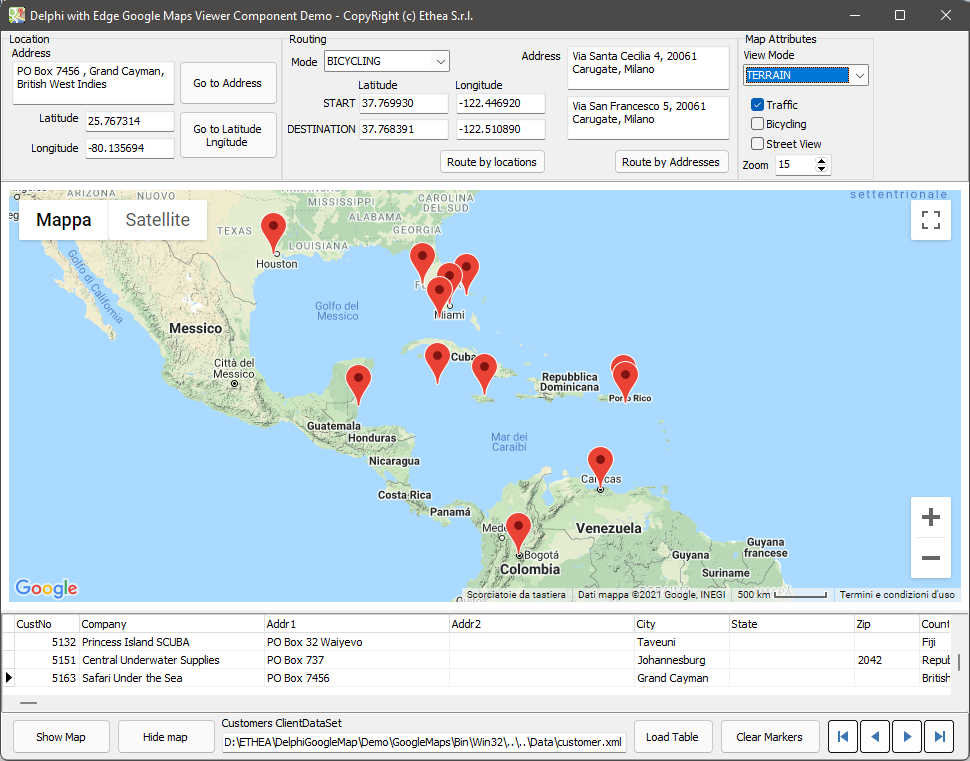 Delphi with Edge Google Maps Viewer Component Demo - CopyRight (c) Ethea S.r.l.
Location
Address
PO Box 7456 , Grand Cayman,
British West Indies
Go to Address
Latitude
25.767314
Longitude
-80.135694
Go to Latitude
Lngitude
Routing
Mode
BICYCLING
Latitude
Longitude
START
37.769930
-122.446920
DESTINATION
37.768391
-122.510890
Route by locations
Address
Via Santa Cecilia 4, 20061
Carugate, Milano
Via San Francesco 5, 20061
Carugate, Milano
Route by Addresses
Map Attributes
View Mode
TERRAIN
Traffic
Bicycling
Street View
Zoom
15
Mappa
Satellite
ARIZONA
NUOVO
MISSISSIPPI
CAROLINA
DEL SUD
settentrionale
TEXAS
ALABAMA
GEORGIA
LOUISIANA
Houston
Golfo di California
Golfo del
Messico
Miami
Messico
Città del
Messico
Cuba
Repubblica
Dominicana
Porto Rico
Guatemala
Honduras
Mar dei
Caraibi
Nicaragua
Caracas
Costa Rica
Panamá
Venezuela
Bogotá
Colombia
Guyana
Guyana
francese
Suriname
Google
Scorciatoie da tastiera
Dati mappa ©2021 Google, INEGI
500 km
Termini e condizioni d'uso
CustNo Company Addr1 Addr2 City State Zip Count
5132 Princess Island SCUBA PO Box 32 Waiyevo Taveuni Fiji
5151 Central Underwater Supplies PO Box 737 Johannesburg 2042 Repub
5163 Safari Under the Sea PO Box 7456 Grand Cayman British
Show Map
Hide map
Customers ClientDataSet
D:\ETHEA\DelphiGoogleMap\Demo\GoogleMaps\Bin\Win32\..\..\Data\customer.xml
Load Table
Clear Markers